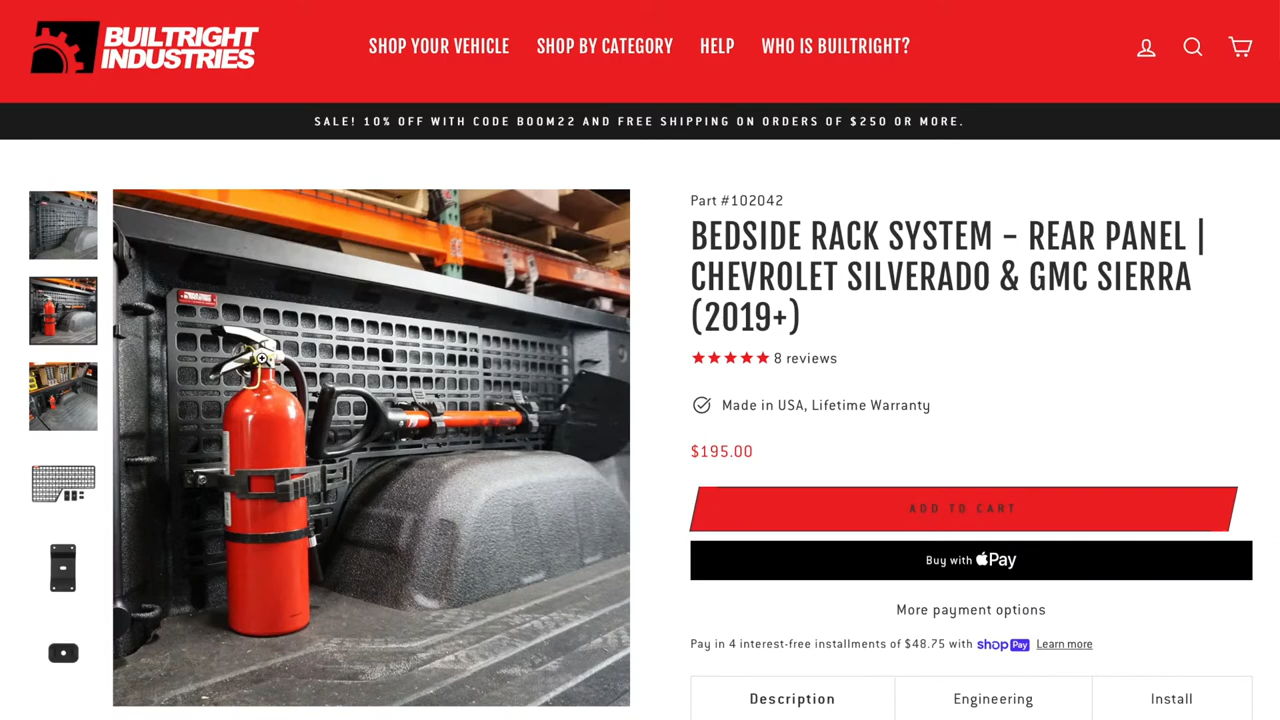 BUILTRIGHT
INDUSTRIES
SHOP YOUR VEHICLE
SHOP BY CATEGORY
HELP
WHO IS BUILTRIGHT?
SALE! 10% OFF WITH CODE BOOM22 AND FREE SHIPPING ON ORDERS OF $250 OR MORE.
Part #102042
BEDSIDE RACK SYSTEM - REAR PANEL |
CHEVROLET SILVERADO & GMC SIERRA
(2019+)
8 reviews
Made in USA, Lifetime Warranty
$195.00
ADD TO CART
Buy with Pay
More payment options
Pay in 4 interest-free installments of $48.75 with shop Pay Learn more
Description
Engineering
Install